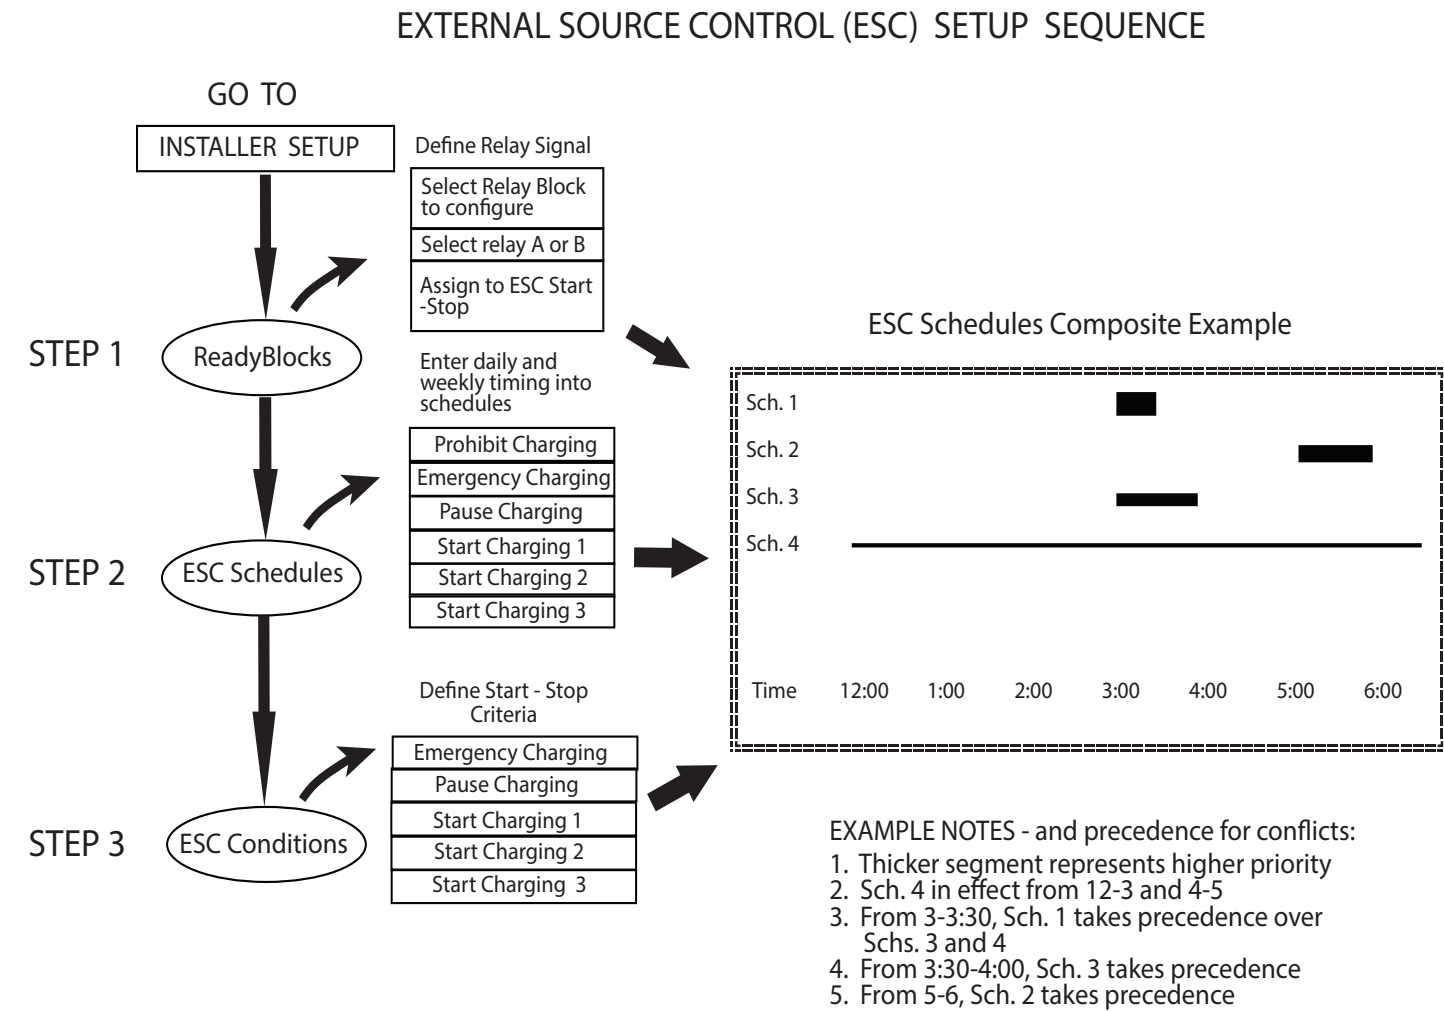 EXTERNAL SOURCE CONTROL (ESC) SETUP SEQUENCE
GO TO
INSTALLER SETUP
Define Relay Signal
Select Relay Block
to configure
Select relay A or B
Assign to ESC Start
-Stop
STEP 1
ReadyBlocks
Enter daily and
weekly timing into
schedules
Prohibit Charging
Emergency Charging
Pause Charging
Start Charging 1
Start Charging 2
Start Charging 3
STEP 2
ESC Schedules
Define Start - Stop
Criteria
Emergency Charging
Pause Charging
Start Charging 1
Start Charging 2
Start Charging 3
STEP 3
ESC Conditions
ESC Schedules Composite Example
Sch. 1
Sch. 2
Sch. 3
Sch. 4
Time 12:00 1:00 2:00 3:00 4:00 5:00 6:00
EXAMPLE NOTES - and precedence for conflicts:
1. Thicker segment represents higher priority
2. Sch. 4 in effect from 12-3 and 4-5
3. From 3-3:30, Sch. 1 takes precedence over
Schs. 3 and 4
4. From 3:30-4:00, Sch. 3 takes precedence
5. From 5-6, Sch. 2 takes precedence